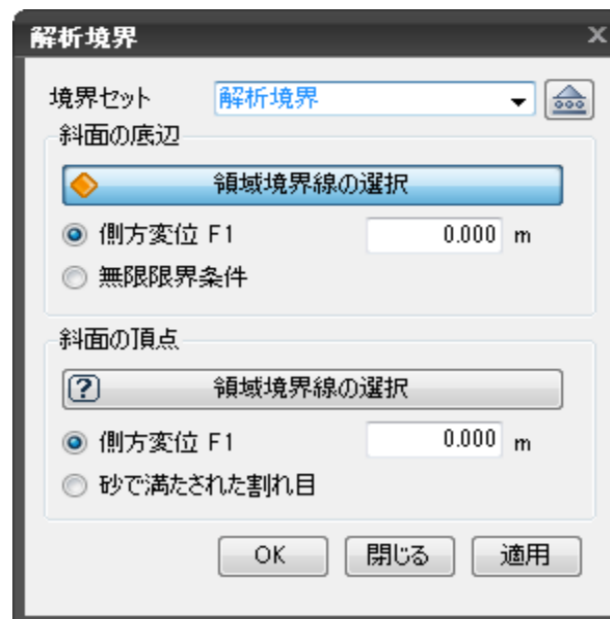 解析境界
境界セット 解析境界
斜面の底辺
領域境界線の選択
側方変位 F1 0.000 m
無限限界条件
斜面の頂点
領域境界線の選択
側方変位 F1 0.000 m
砂で満たされた割れ目
OK 閉じる 適用